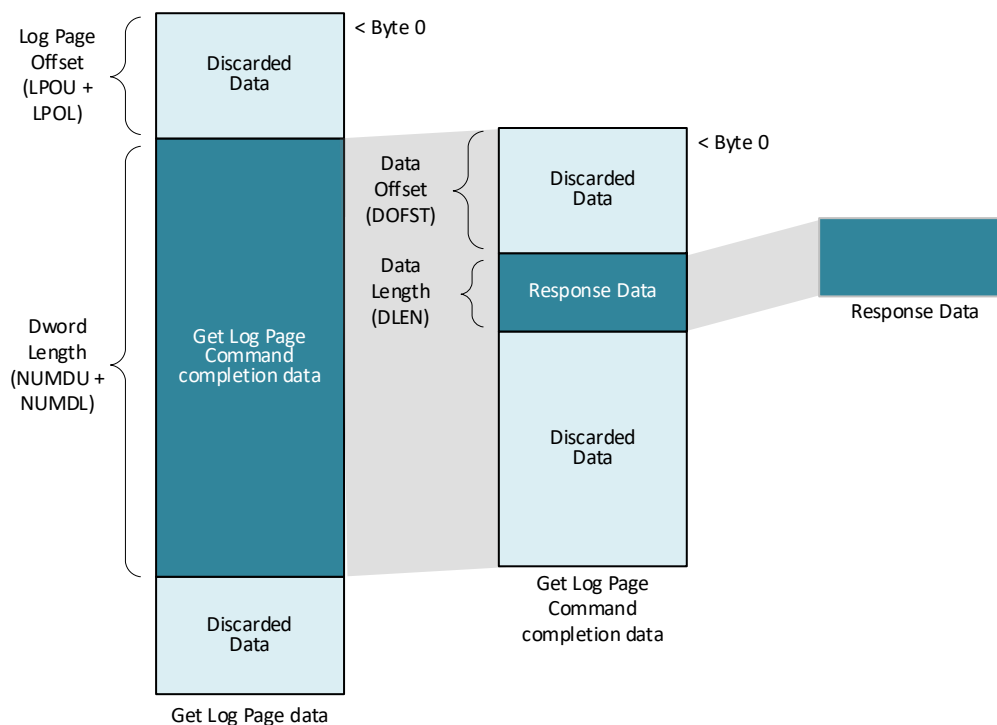 Log Page
Offset
(LPOU +
LPOL)
Discarded
Data
< Byte 0
Dword
Length
(NUMDU +
NUMDL)
Get Log Page
Command
completion data
Discarded
Data
Get Log Page data
Data
Offset
(DOFST)
Discarded
Data
< Byte 0
Data
Length
(DLEN)
Response Data
Discarded
Data
Get Log Page
Command
completion data
Response Data